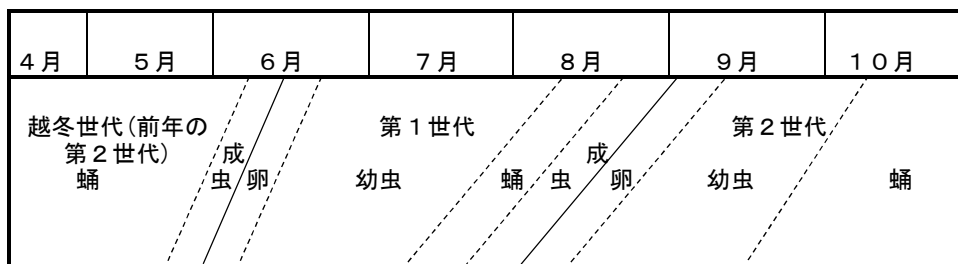 ４月 ５月 ６月 ７月 ８月 ９月 １０月
越冬世代（前年の
第２世代）
蛹
成
虫
卵
第１世代
幼虫
蛹
成
虫
卵
第２世代
幼虫
蛹